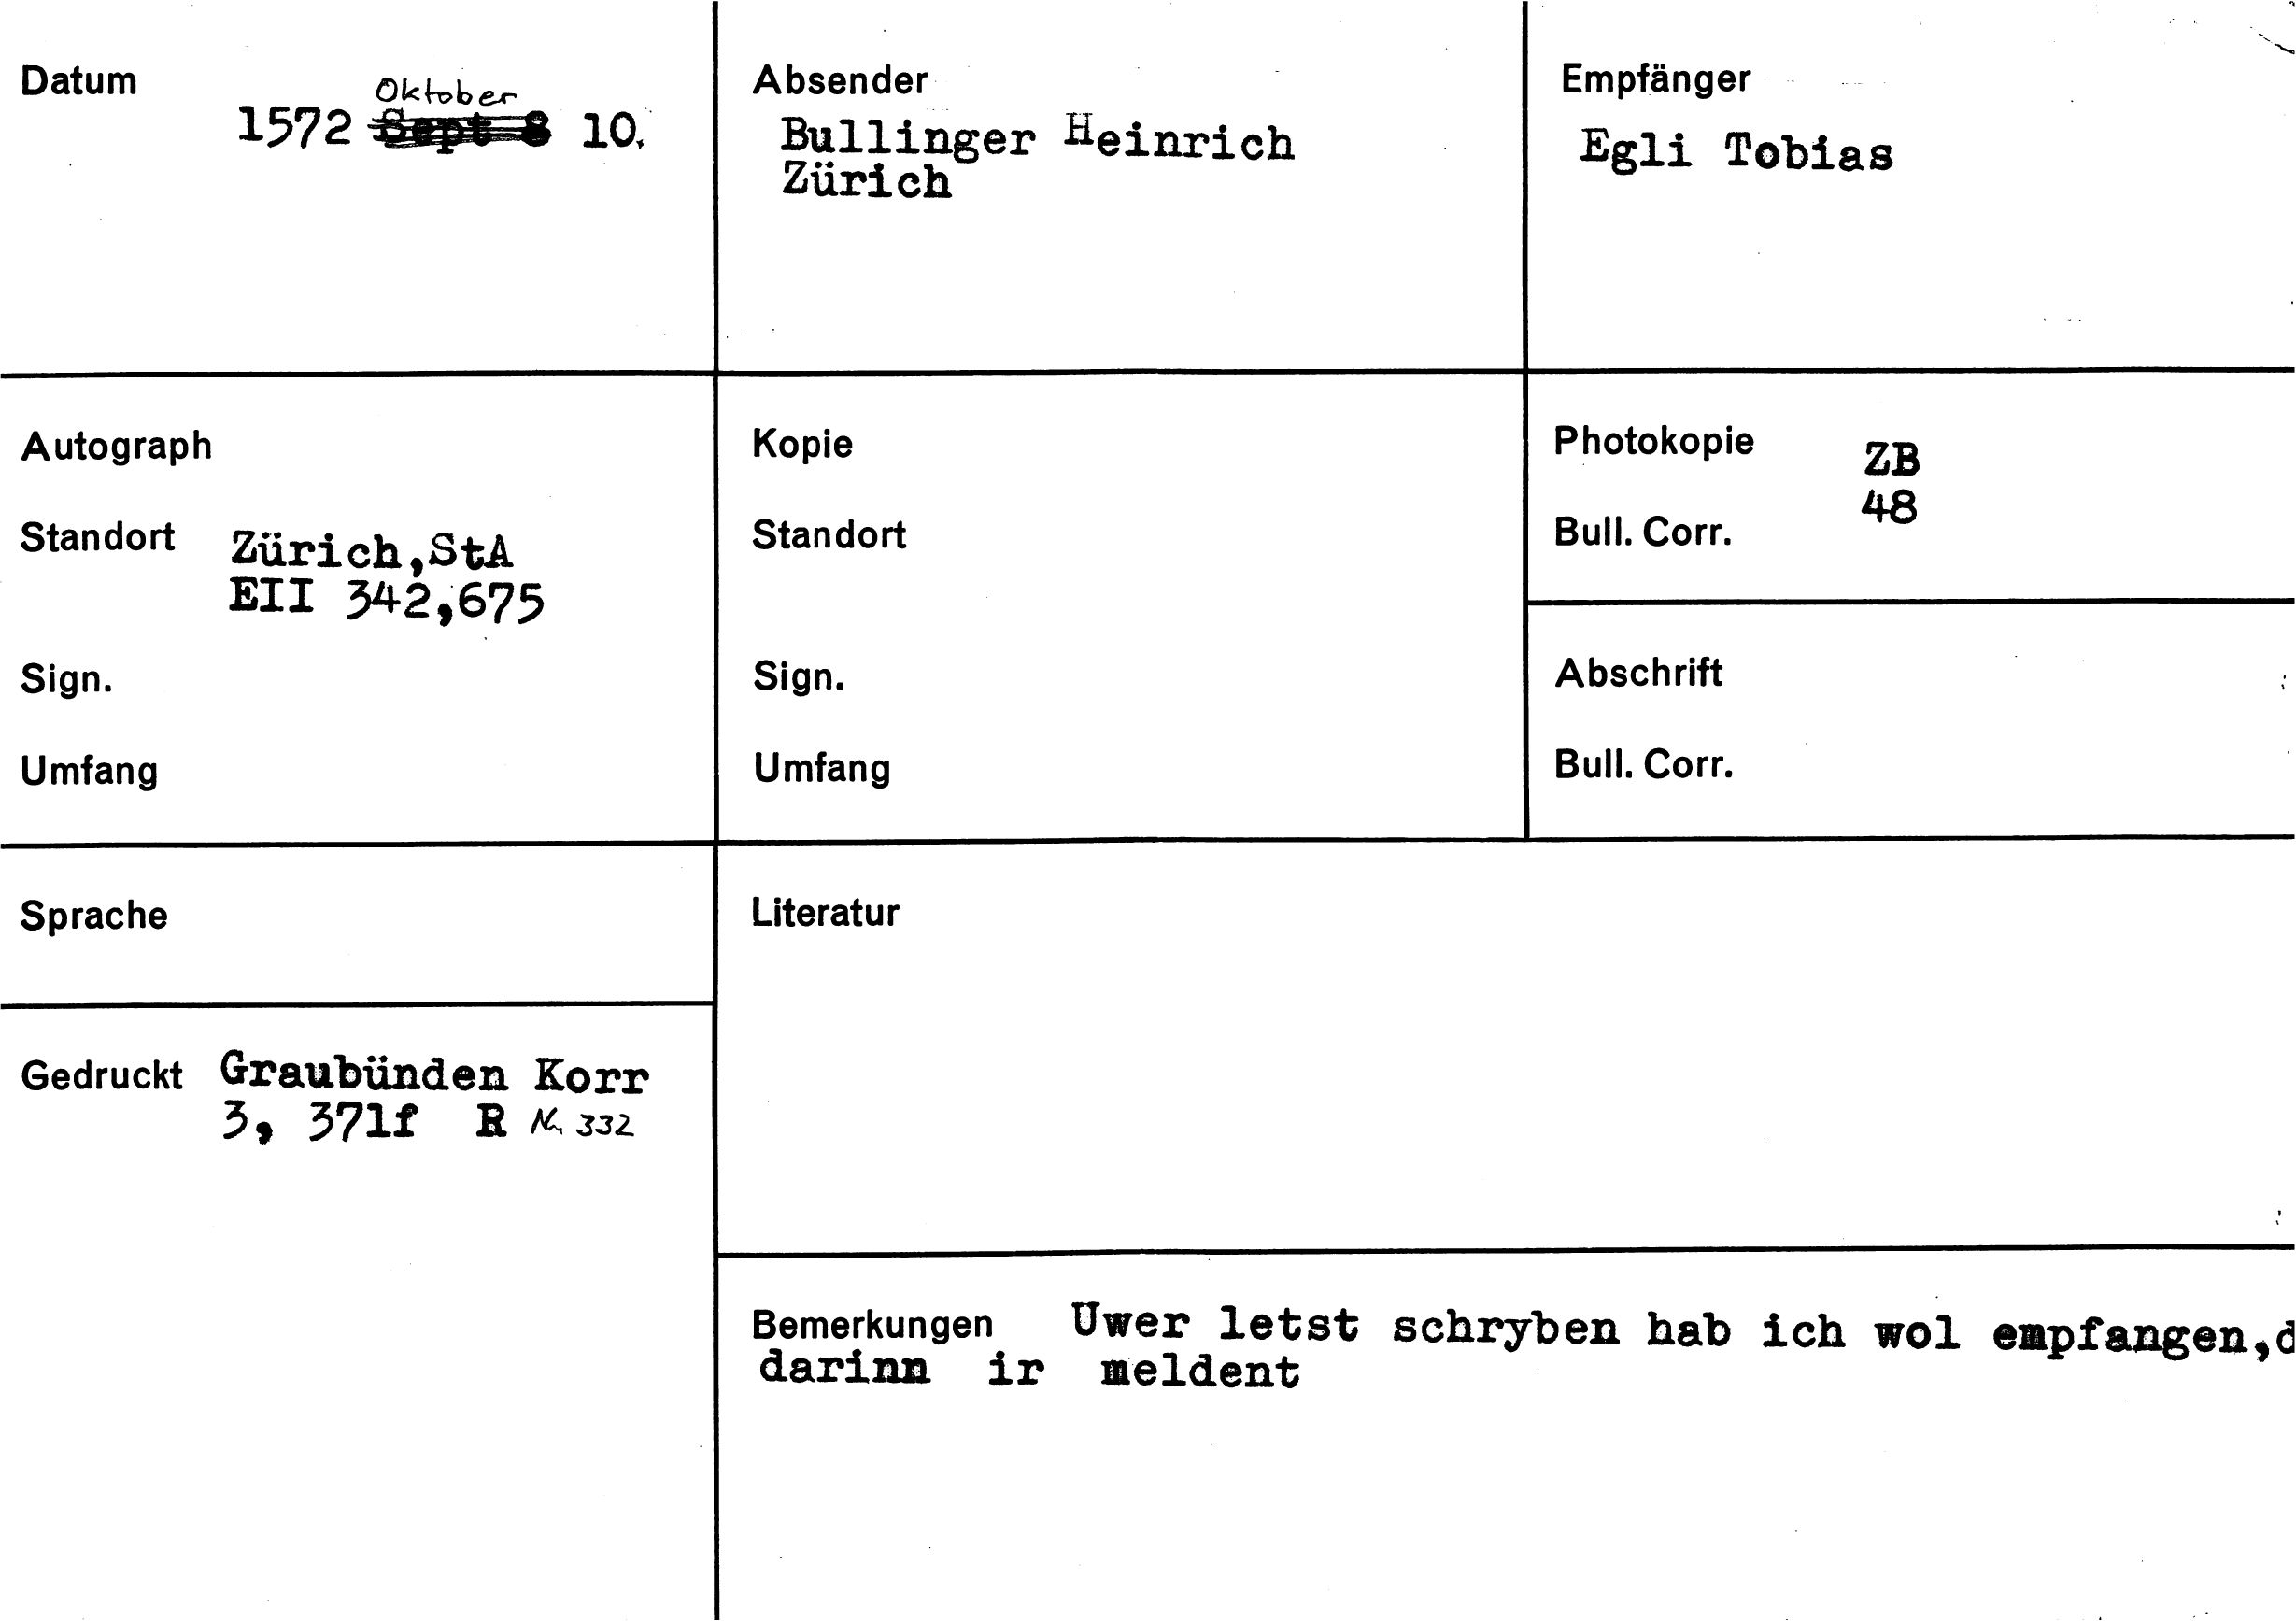 Datum
Oktober
1572 Sept 8 10.
Absender
Bullinger Heinrich
Zürich
Empfänger
Egli Tobias
Autograph
Standort Zürich,StA
EII 342,675
Sign.
Umfang
Kopie
Standort
Sign.
Umfang
Photokopie ZB
48
Bull. Corr.
Abschrift
Bull. Corr.
Sprache
Literatur
Gedruckt Graubünden Korr
3, 371f R Nr. 332
Bemerkungen Uwer letst schryben hab ich wol empfangen,d
darinn ir meldent